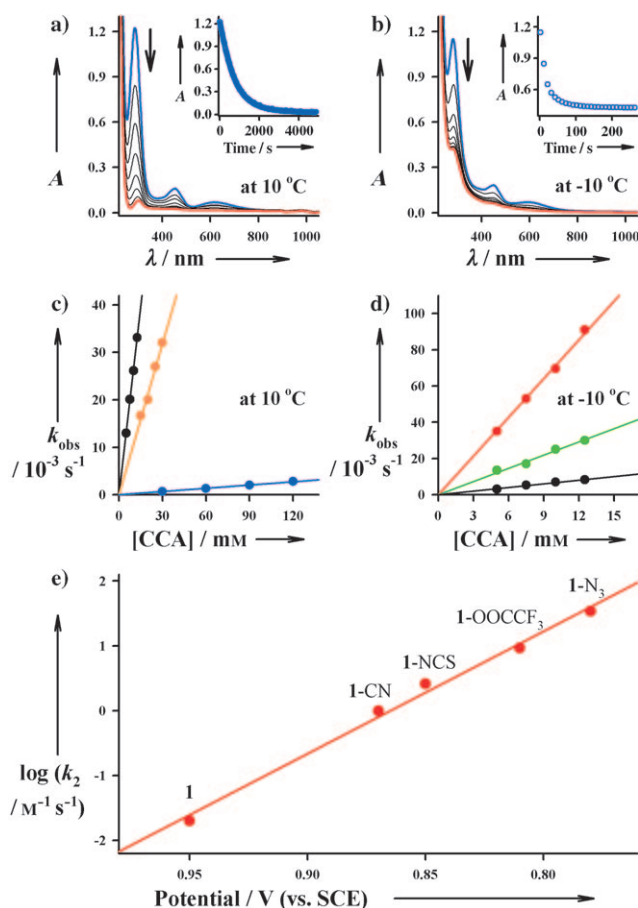 a)
1.2
0.9
0.6
0.3
0.0
A
1.2
0.9
0.6
0.3
0.0
A
0 2000 4000
Time / s
at 10 °C
400 600 800 1000
λ / nm
b)
1.2
0.9
0.6
0.3
0.0
A
1.2
0.9
0.6
A
0 100 200
Time / s
at -10 °C
400 600 800 1000
λ / nm
c)
40
30
20
10
0
k obs
/ 10⁻³ s⁻¹
at 10 °C
0 30 60 90 120
[CCA] / mM
d)
100
80
60
40
20
0
k obs
/ 10⁻³ s⁻¹
at -10 °C
0 3 6 9 12 15
[CCA] / mM
e)
2
1
0
-1
-2
log (k₂
/ M⁻¹ s⁻¹)
1
1-CN
1-NCS
1-OOCCF₃
1-N₃
0.95 0.90 0.85 0.80
Potential / V (vs. SCE)